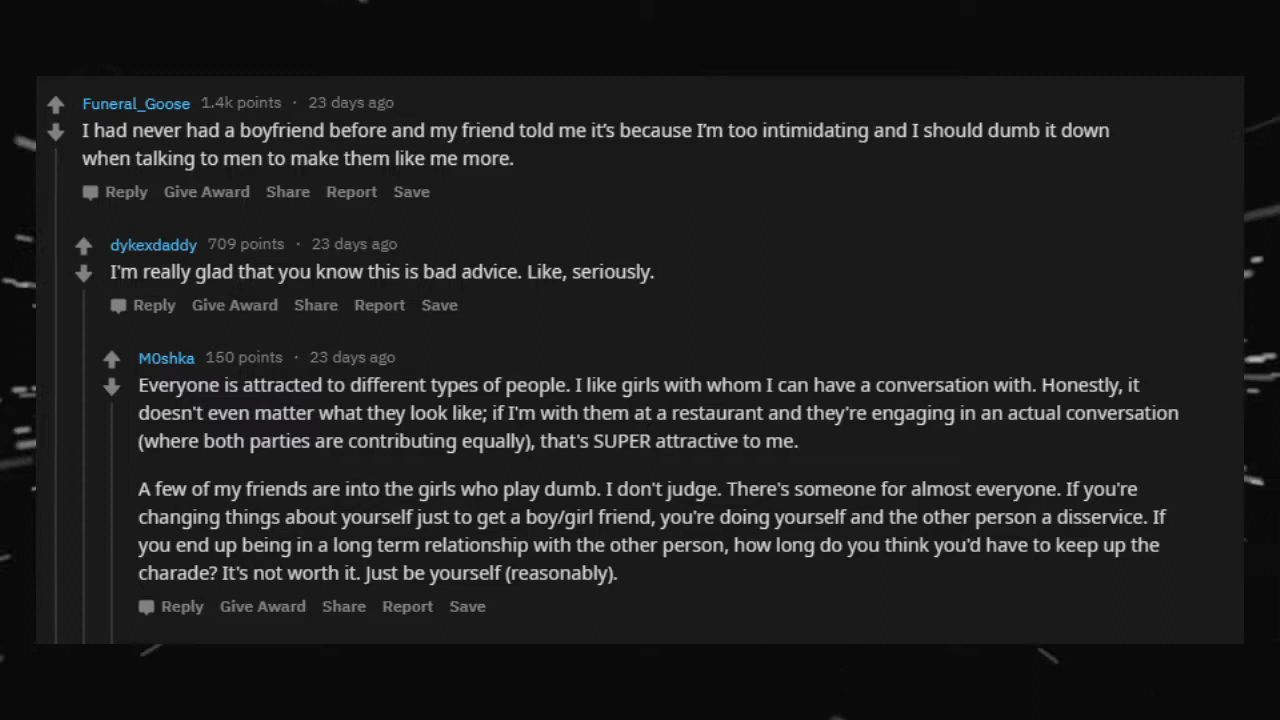 Funeral_Goose 1.4k points · 23 days ago
I had never had a boyfriend before and my friend told me it's because I'm too intimidating and I should dumb it down
when talking to men to make them like me more.
Reply Give Award Share Report Save
dykexdaddy 709 points · 23 days ago
I'm really glad that you know this is bad advice. Like, seriously.
Reply Give Award Share Report Save
M0shka 150 points · 23 days ago
Everyone is attracted to different types of people. I like girls with whom I can have a conversation with. Honestly, it
doesn't even matter what they look like; if I'm with them at a restaurant and they're engaging in an actual conversation
(where both parties are contributing equally), that's SUPER attractive to me.
A few of my friends are into the girls who play dumb. I don't judge. There's someone for almost everyone. If you're
changing things about yourself just to get a boy/girl friend, you're doing yourself and the other person a disservice. If
you end up being in a long term relationship with the other person, how long do you think you'd have to keep up the
charade? It's not worth it. Just be yourself (reasonably).
Reply Give Award Share Report Save